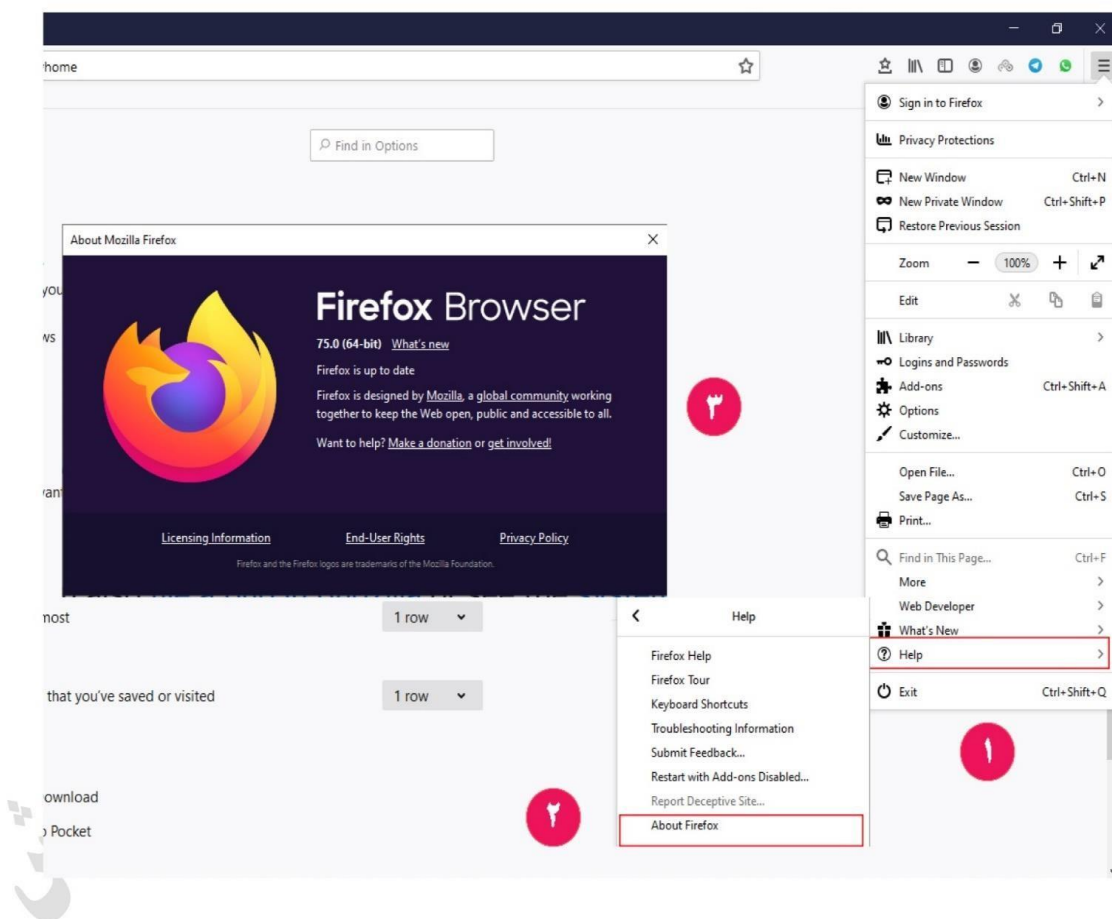 home
Find in Options
Sign in to Firefox
Privacy Protections
New Window Ctrl+N
New Private Window Ctrl+Shift+P
Restore Previous Session
Zoom 100%
Edit
Library
Logins and Passwords
Add-ons Ctrl+Shift+A
Options
Customize...
Open File... Ctrl+O
Save Page As... Ctrl+S
Print...
Find in This Page... Ctrl+F
More
Web Developer
What's New
Help
Exit Ctrl+Shift+Q
۱
Help
Firefox Help
Firefox Tour
Keyboard Shortcuts
Troubleshooting Information
Submit Feedback...
Restart with Add-ons Disabled...
Report Deceptive Site...
About Firefox
۲
About Mozilla Firefox
Firefox Browser
75.0 (64-bit) What's new
Firefox is up to date
Firefox is designed by Mozilla, a global community working
together to keep the Web open, public and accessible to all.
Want to help? Make a donation or get involved!
Licensing Information End-User Rights Privacy Policy
Firefox and the Firefox logos are trademarks of the Mozilla Foundation.
۳
you
ws
van
most 1 row
that you've saved or visited 1 row
ownload
Pocket